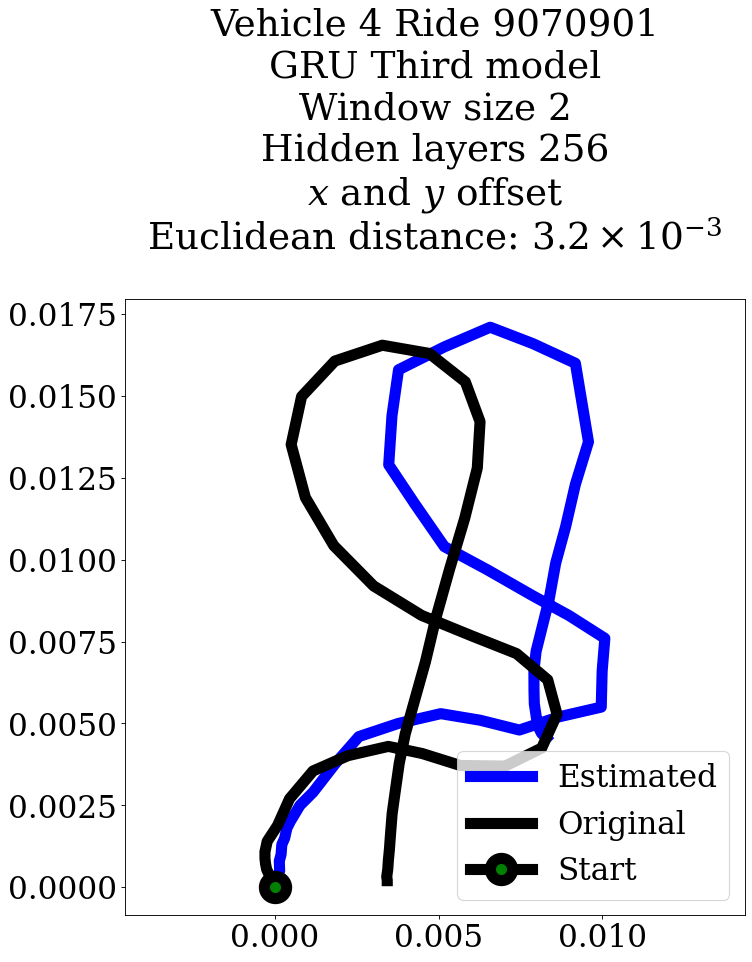 Vehicle 4 Ride 9070901
GRU Third model
Window size 2
Hidden layers 256
x and y offset
Euclidean distance: 3.2 × 10⁻³
0.0175
0.0150
0.0125
0.0100
0.0075
0.0050
0.0025
0.0000
Estimated
Original
Start
0.000 0.005 0.010